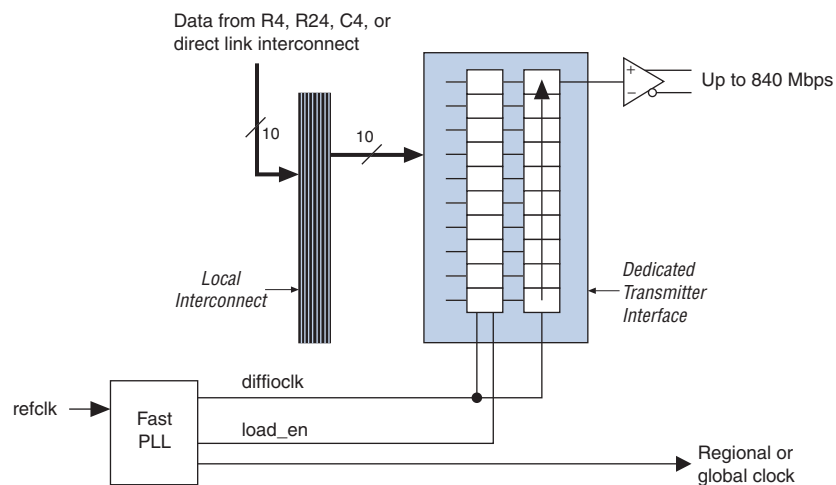 Data from R4, R24, C4, or
direct link interconnect
+
–
Up to 840 Mbps
10
10
Local
Interconnect
Dedicated
Transmitter
Interface
diffioclk
refclk
Fast
PLL
load_en
Regional or
global clock